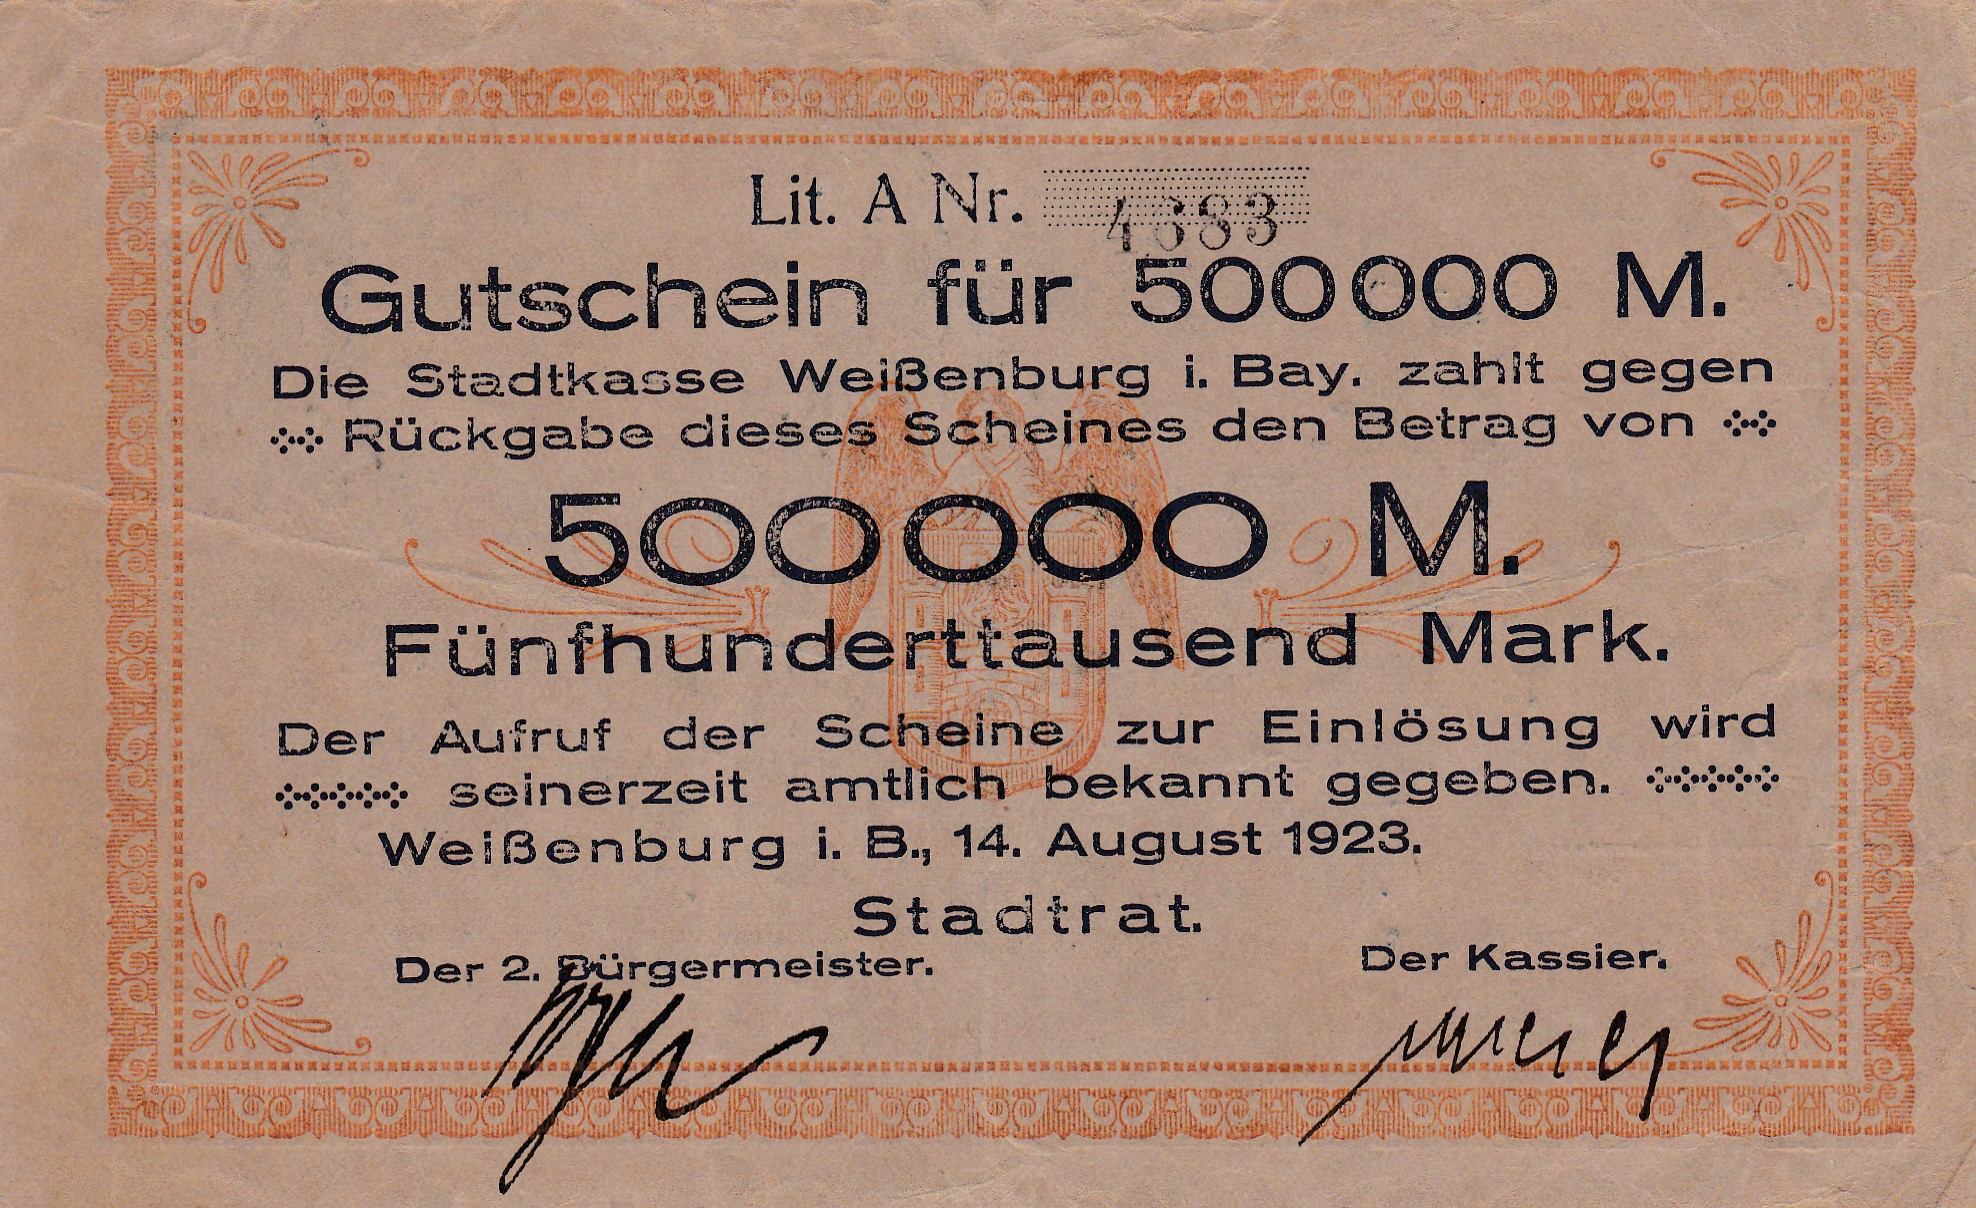 Lit. A Nr. 4683
Gutschein für 500000 M.
Die Stadtkasse Weißenburg i. Bay. zahlt gegen
Rückgabe dieses Scheines den Betrag von
500000 M.
Fünfhunderttausend Mark.
Der Aufruf der Scheine zur Einlösung wird
seinerzeit amtlich bekannt gegeben.
Weißenburg i. B., 14. August 1923.
Stadtrat.
Der 2. Bürgermeister.
Der Kassier.